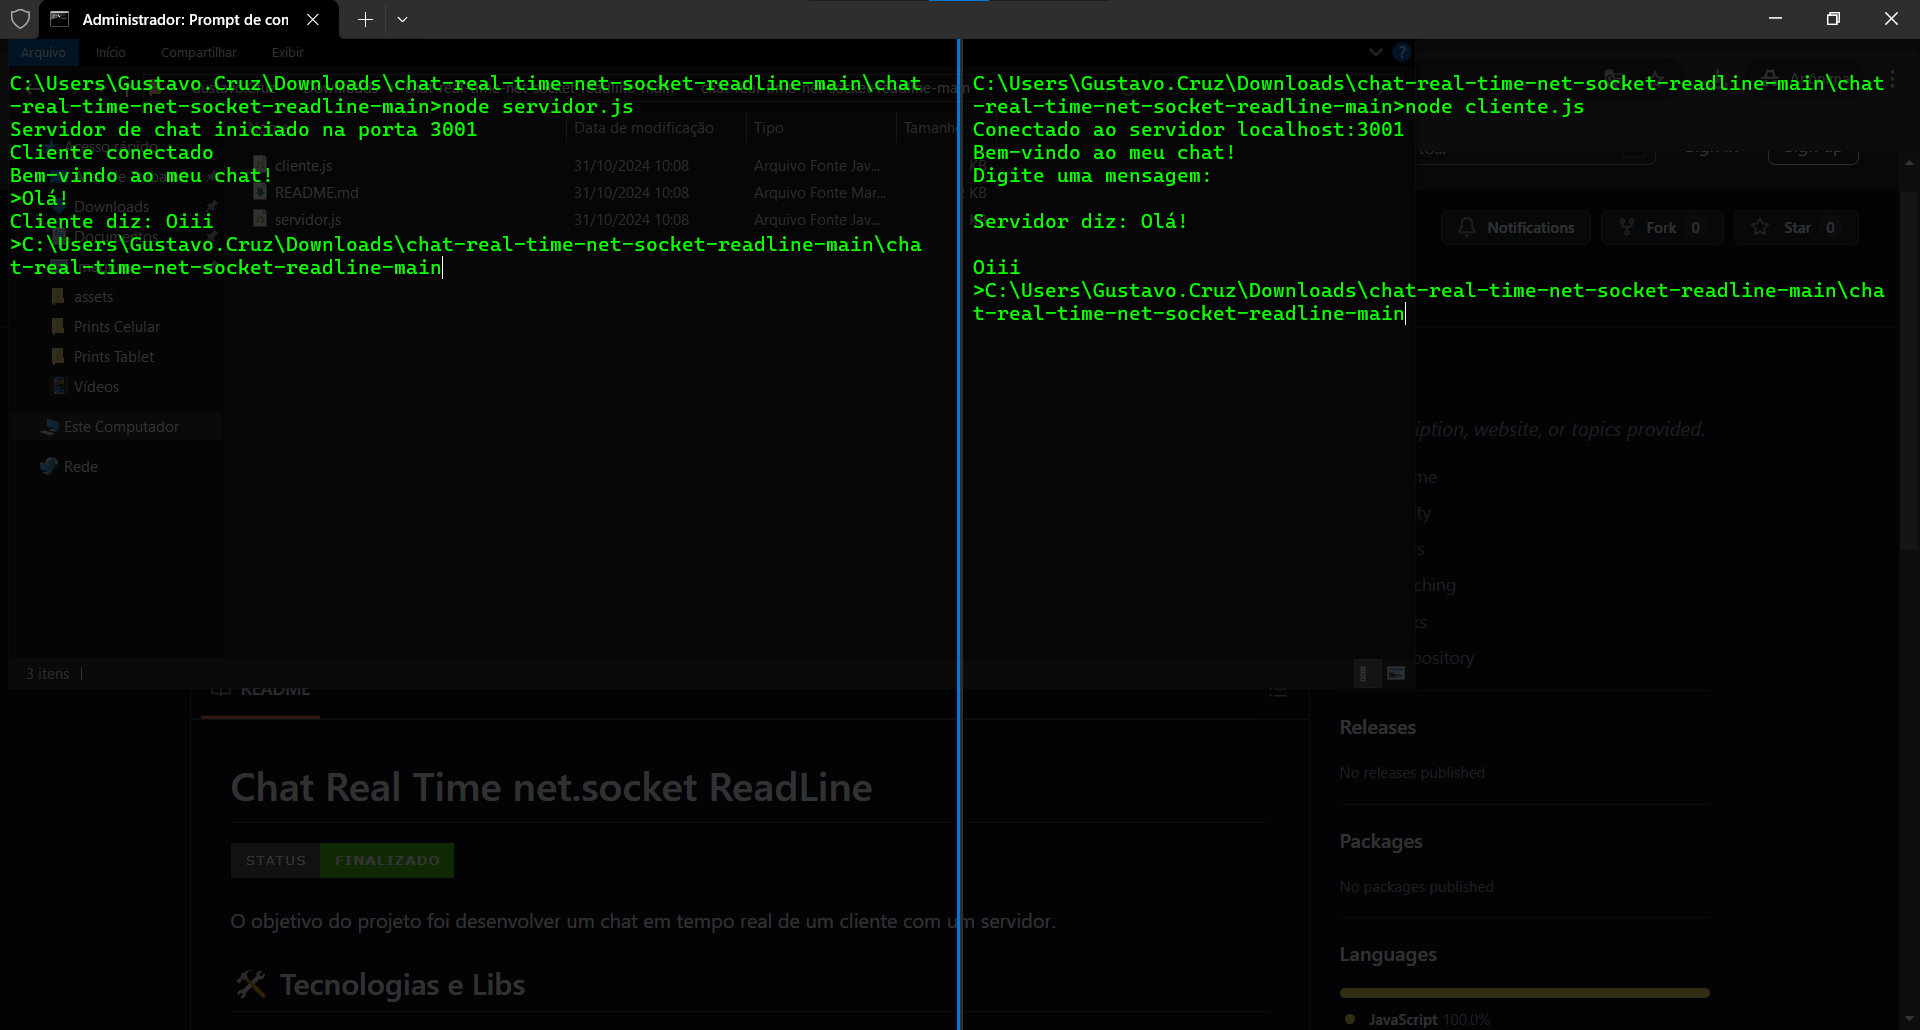 Administrador: Prompt de con
Arquivo
Início
Compartilhar
Exibir
C:\Users\Gustavo.Cruz\Downloads\chat-real-time-net-socket-readline-main\chat
-real-time-net-socket-readline-main>node servidor.js
Servidor de chat iniciado na porta 3001
Cliente conectado
Bem-vindo ao meu chat!
>Olá!
Cliente diz: Oiii
>C:\Users\Gustavo.Cruz\Downloads\chat-real-time-net-socket-readline-main\cha
t-real-time-net-socket-readline-main
C:\Users\Gustavo.Cruz\Downloads\chat-real-time-net-socket-readline-main\chat
-real-time-net-socket-readline-main>node cliente.js
Conectado ao servidor localhost:3001
Bem-vindo ao meu chat!
Digite uma mensagem:
Servidor diz: Olá!
Oiii
>C:\Users\Gustavo.Cruz\Downloads\chat-real-time-net-socket-readline-main\cha
t-real-time-net-socket-readline-main
Data de modificação
Tipo
Acesso rápido
Downloads
Documentos
assets
Prints Celular
Prints Tablet
Vídeos
Este Computador
Rede
cliente.js 31/10/2024 10:08 Arquivo Fonte Jav...
README.md 31/10/2024 10:08 Arquivo Fonte Mar... KB
servidor.js 31/10/2024 10:08 Arquivo Fonte Jav...
3 itens
Notifications
Fork 0
Star 0
website, or topics provided.
README
Chat Real Time net.socket ReadLine
STATUS FINALIZADO
O objetivo do projeto foi desenvolver um chat em tempo real de um cliente com um servidor.
Tecnologias e Libs
Releases
No releases published
Packages
No packages published
Languages
JavaScript 100.0%